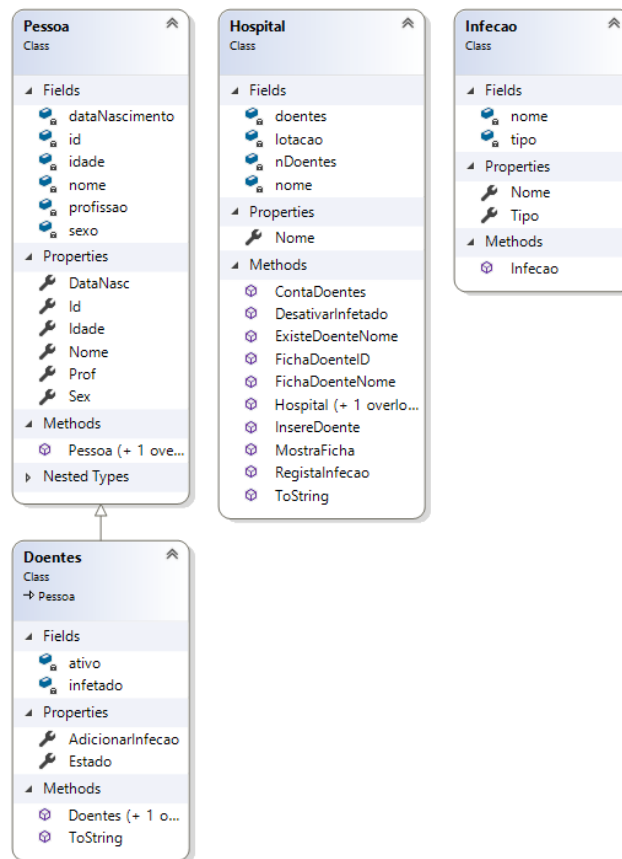 Pessoa
Class
Fields
dataNascimento
id
idade
nome
profissao
sexo
Properties
DataNasc
Id
Idade
Nome
Prof
Sex
Methods
Pessoa (+ 1 ove...
Nested Types
Hospital
Class
Fields
doentes
lotacao
nDoentes
nome
Properties
Nome
Methods
ContaDoentes
DesativarInfetado
ExisteDoenteNome
FichaDoenteID
FichaDoenteNome
Hospital (+ 1 overlo...
InsereDoente
MostraFicha
RegistaInfecao
ToString
Infecao
Class
Fields
nome
tipo
Properties
Nome
Tipo
Methods
Infecao
Doentes
Class
Pessoa
Fields
ativo
infetado
Properties
AdicionarInfecao
Estado
Methods
Doentes (+ 1 o...
ToString